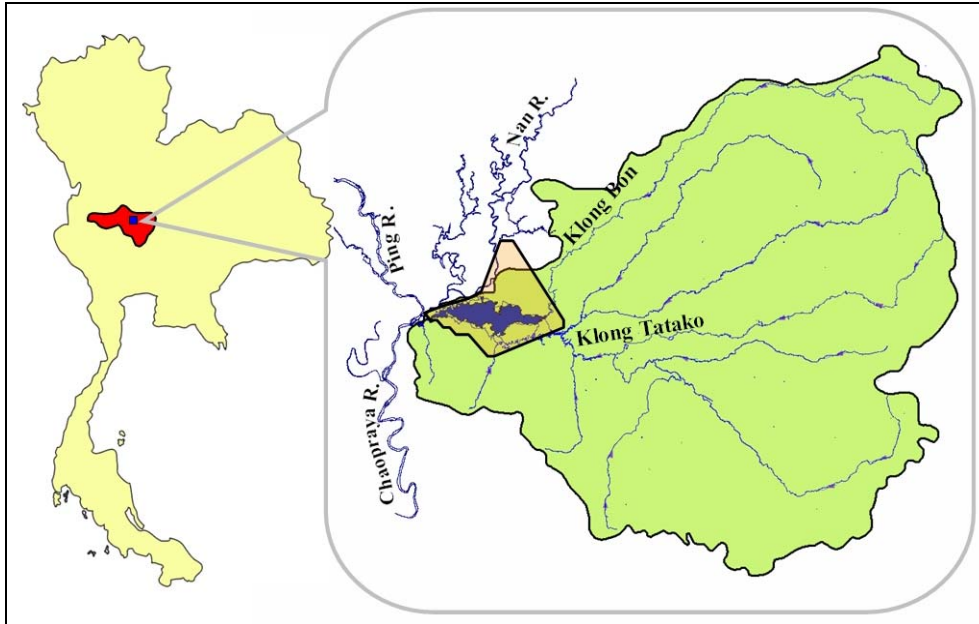 Nan R.
Ping R.
Klong Bon
Klong Tatako
Chaopraya R.